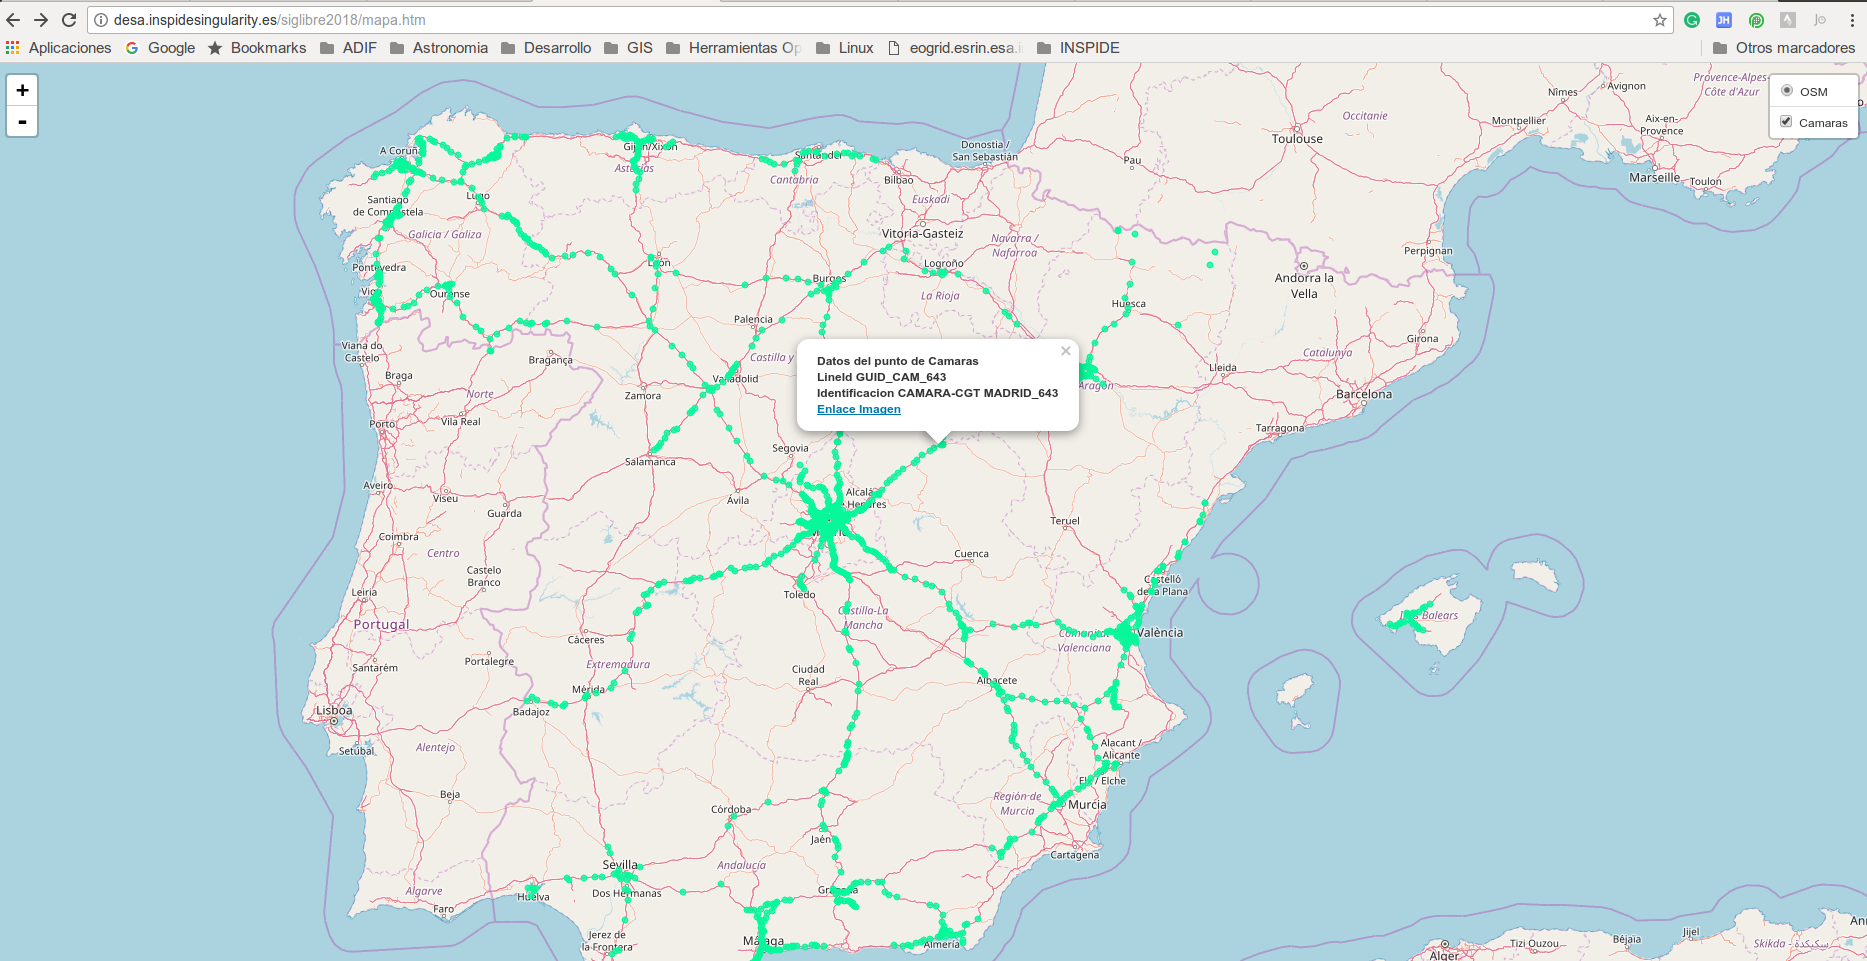 desa.inspidesingularity.es/siglibre2018/mapa.htm
Aplicaciones Google Bookmarks ADIF Astronomia Desarrollo GIS Herramientas Op Linux eogrid.esrin.esa.i INSPIDE Otros marcadores
+
-
OSM
Camaras
Datos del punto de Camaras
LineId GUID_CAM_643
Identificacion CAMARA-CGT MADRID_643
Enlace Imagen
Provence-Alpes-
Côte d'Azur
Nîmes
Avignon
Occitanie
Montpellier
Aix-en-
Provence
Toulouse
Marseille
Toulon
Pau
Donostia /
San Sebastián
A Coruña
Gijón/Xixón
Santander
Asturias
Cantabria
Bilbao
Euskadi
Lugo
Santiago
de Compostela
Galicia / Galiza
Vitoria-Gasteiz
Navarra /
Nafarroa
Perpignan
Pontevedra
León
Logroño
Andorra la
Vella
Burgos
Ourense
La Rioja
Huesca
Palencia
Girona
Viana do
Castelo
Bragança
Castilla y
Catalunya
Braga
Valladolid
Lleida
Aragón
Zamora
Norte
Barcelona
Porto
Vila Real
Tarragona
Segovia
Salamanca
Aveiro
Viseu
Ávila
Alcalá
de Henares
Guarda
Teruel
Coimbra
Centro
Cuenca
Castelo
Branco
Castelló
de la Plana
Leiria
Toledo
Castilla-La
Mancha
Balears
Portugal
Cáceres
Comunitat
Valenciana
València
Santarém
Portalegre
Extremadura
Ciudad
Real
Albacete
Mérida
Lisboa
Badajoz
Setúbal
Alentejo
Alacant /
Alicante
Elx / Elche
Beja
Región de
Murcia
Murcia
Córdoba
Jaén
Cartagena
Sevilla
Andalucía
Algarve
Huelva
Dos Hermanas
Granada
Faro
Jerez de
la Frontera
Málaga
Almería
Alger
Tizi Ouzou
Béjaïa
Jijel
Skikda - سكيكدة